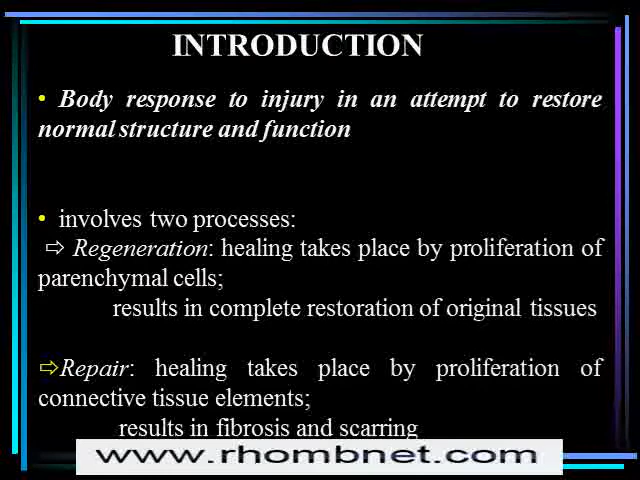 INTRODUCTION
• Body response to injury in an attempt to restore
normal structure and function
• involves two processes:
⇨ Regeneration: healing takes place by proliferation of
parenchymal cells;
results in complete restoration of original tissues
⇨Repair: healing takes place by proliferation of
connective tissue elements;
results in fibrosis and scarring
www.rhombnet.com